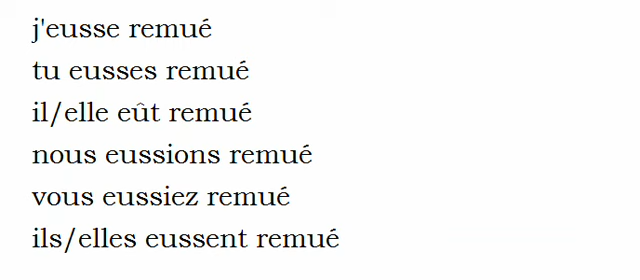 j'eusse remué
tu eusses remué
il/elle eût remué
nous eussions remué
vous eussiez remué
ils/elles eussent remué